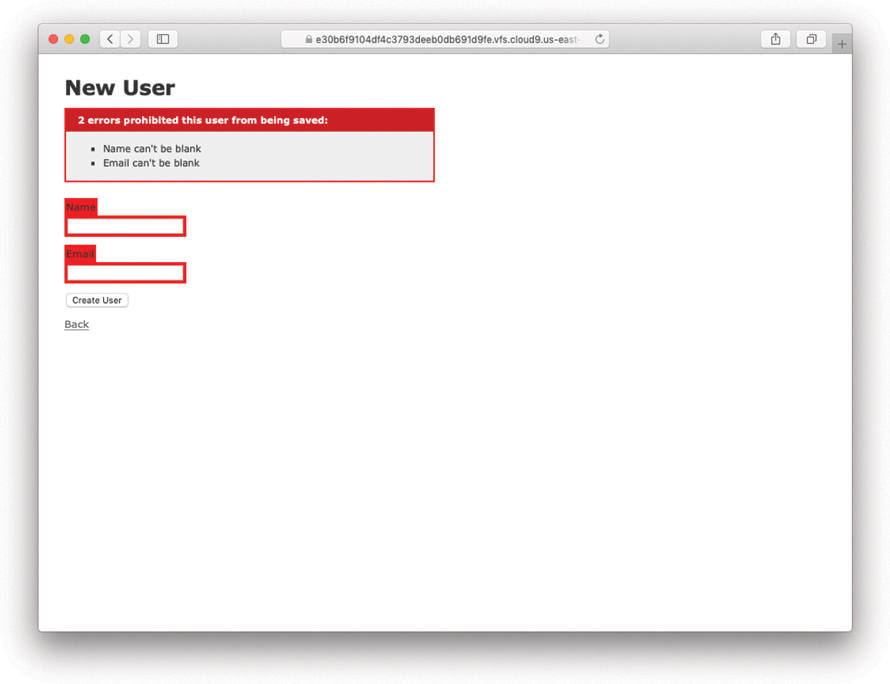 e30b6f9104df4c3793deeb0db691d9fe.vfs.cloud9.us-east-
New User
2 errors prohibited this user from being saved:
Name can't be blank
Email can't be blank
Name
Email
Create User
Back